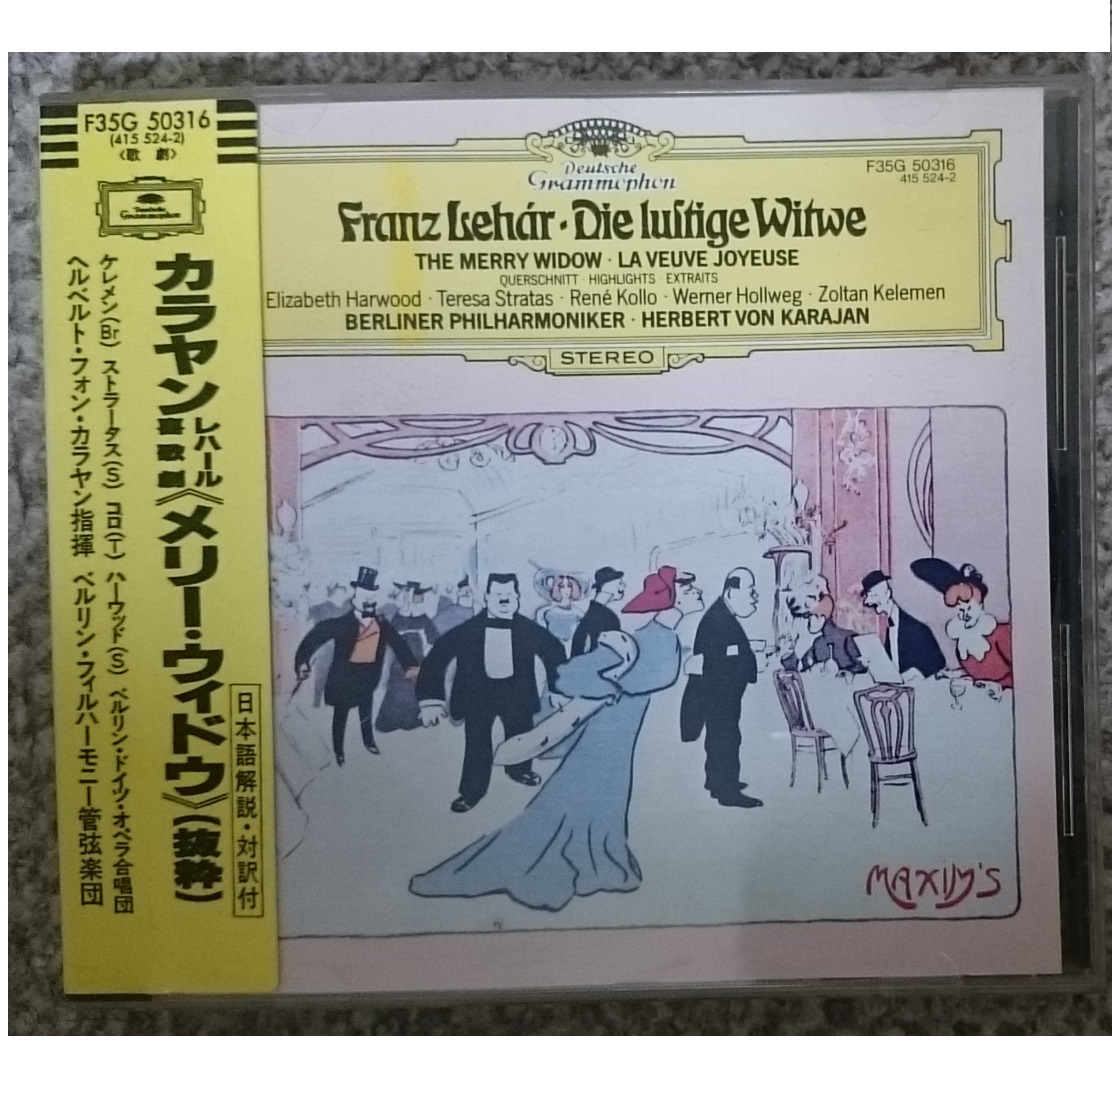 F35G 50316
(415 524-2)
〈歌 劇〉
Deutsche
Grammophon
カラヤン
レハール
喜歌劇
《メリー・ウィドウ》(抜粋)
日本語解説・対訳付
ケレメン(Br) ストラータス(S) コロ(T) ハーウッド(S) ベルリン・ドイツ・オペラ合唱団
ヘルベルト・フォン・カラヤン指揮 ベルリン・フィルハーモニー管弦楽団
Deutsche
Grammophon
F35G 50316
415 524-2
Franz Lehár · Die luſtige Witwe
THE MERRY WIDOW · LA VEUVE JOYEUSE
QUERSCHNITT · HIGHLIGHTS · EXTRAITS
Elizabeth Harwood · Teresa Stratas · René Kollo · Werner Hollweg · Zoltan Kelemen
BERLINER PHILHARMONIKER · HERBERT VON KARAJAN
STEREO
MAXIM'S